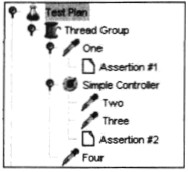 Test Plan
Thread Group
One
Assertion #1
Simple Controller
Two
Three
Assertion #2
Four